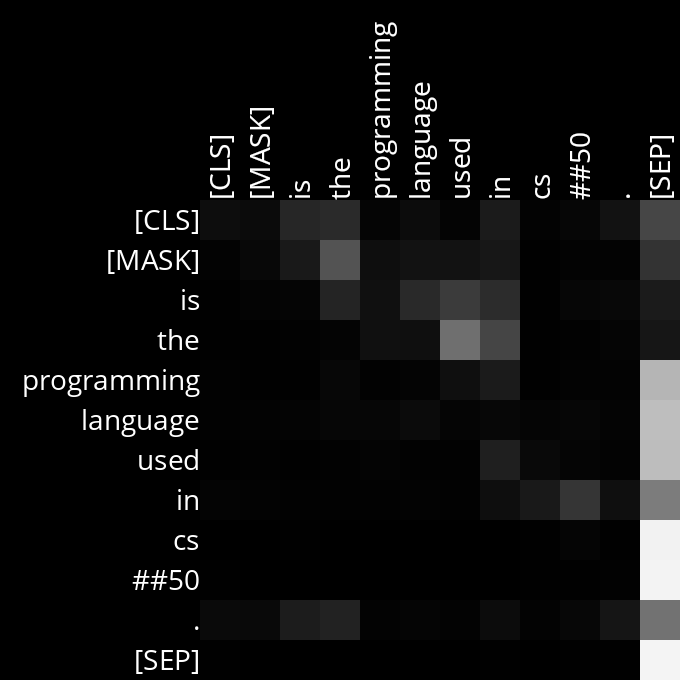 [CLS]
[MASK]
is
the
programming
language
used
in
cs
##50
.
[SEP]
[CLS]
[MASK]
is
the
programming
language
used
in
cs
##50
.
[SEP]